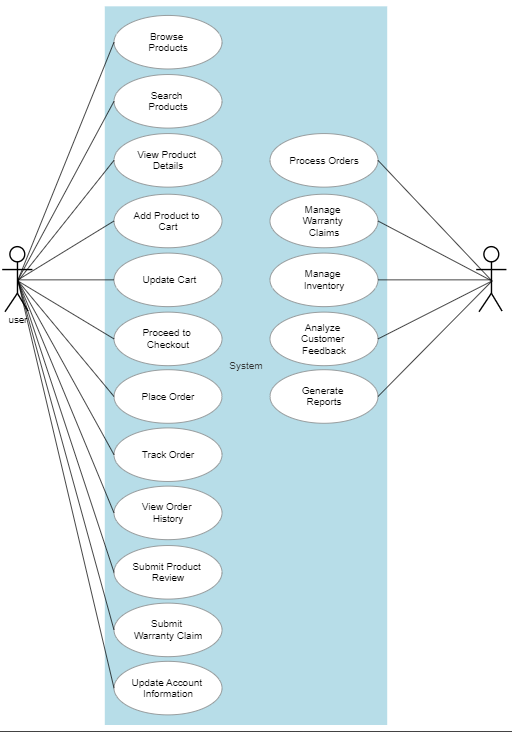 Browse
Products
Search
Products
View Product
Details
Process Orders
Add Product to
Cart
Manage
Warranty
Claims
Update Cart
Manage
Inventory
user
Proceed to
Checkout
Analyze
Customer
Feedback
System
Place Order
Generate
Reports
Track Order
View Order
History
Submit Product
Review
Submit
Warranty Claim
Update Account
Information